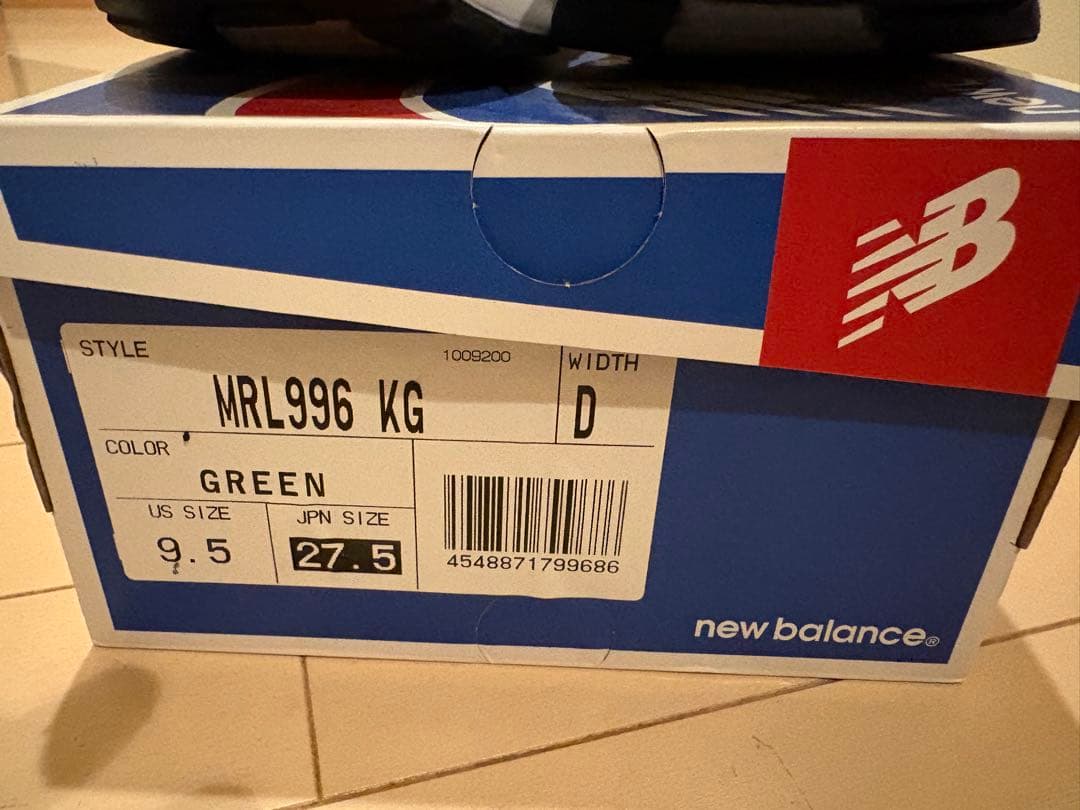 new
NB
STYLE
1009200
WIDTH
MRL996 KG
D
COLOR
GREEN
US SIZE
JPN SIZE
9.5
27.5
4548871799686
new balance®